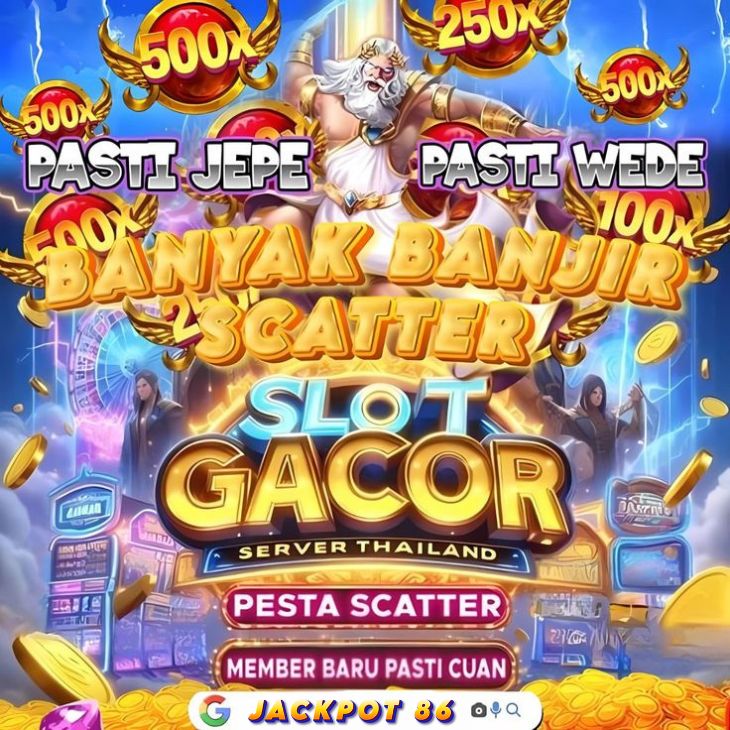 500x
250x
500x
500x
PASTI JEPE
PASTI WEDE
500x
100x
BANYAK BANJIR
SCATTER
SLOT
GACOR
SERVER THAILAND
PESTA SCATTER
MEMBER BARU PASTI CUAN
G JACKPOT 86